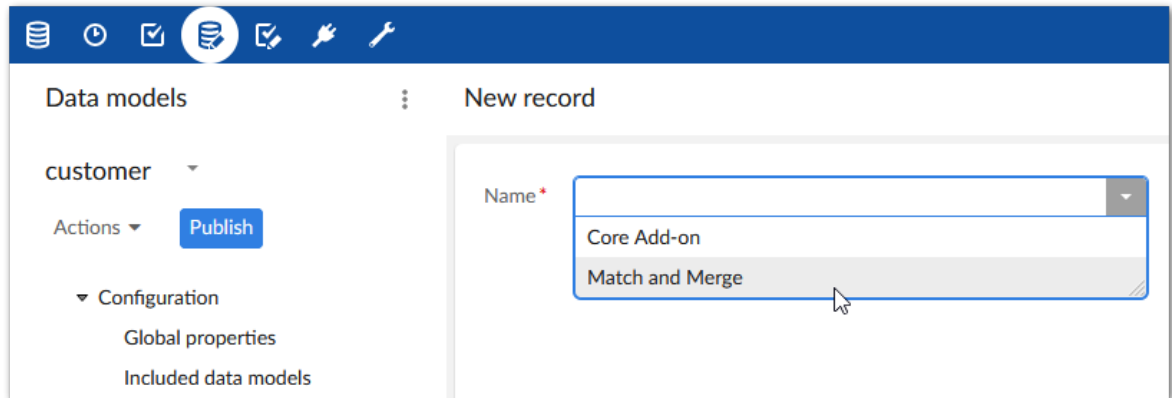 Data models
New record
customer
Name *
Actions
Publish
Core Add-on
Match and Merge
Configuration
Global properties
Included data models